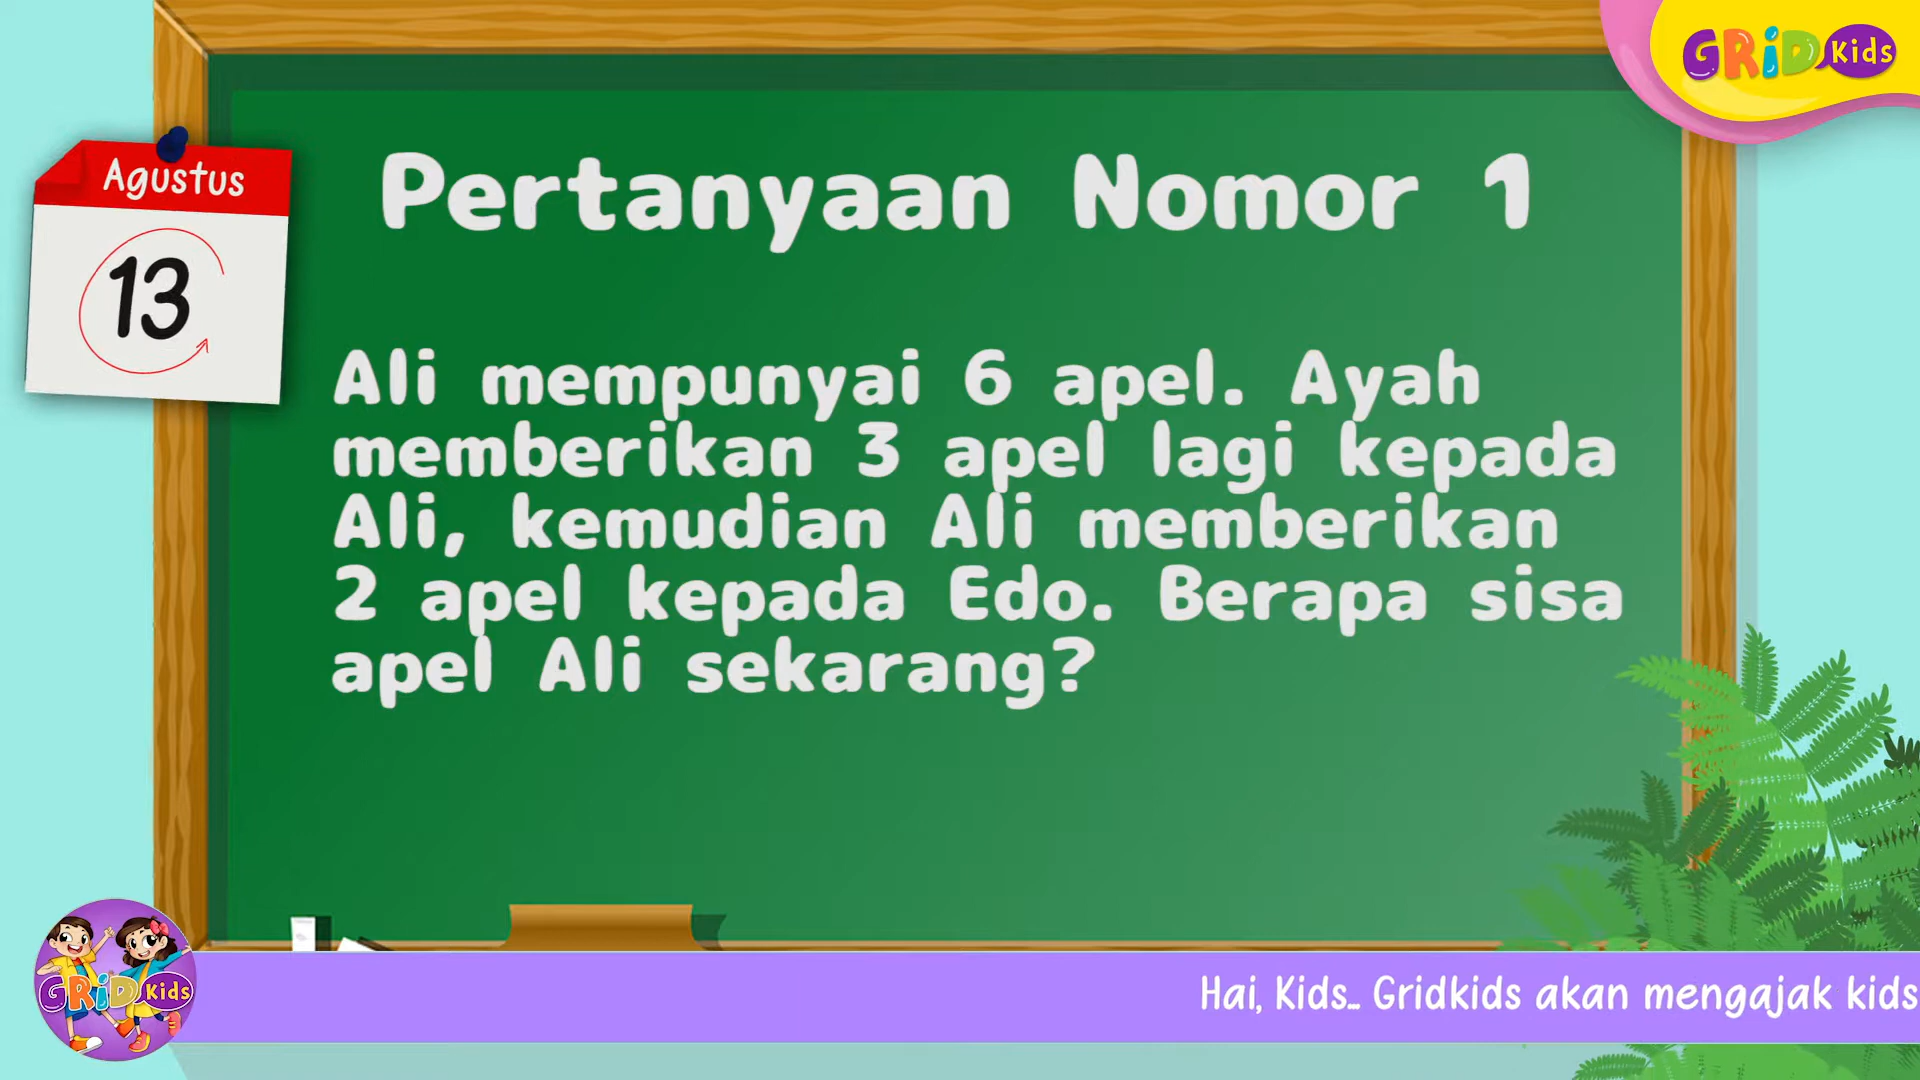 GRiD Kids
Agustus
13
Pertanyaan Nomor 1
Ali mempunyai 6 apel. Ayah
memberikan 3 apel lagi kepada
Ali, kemudian Ali memberikan
2 apel kepada Edo. Berapa sisa
apel Ali sekarang?
GRiD Kids
Hai, Kids... Gridkids akan mengajak kids